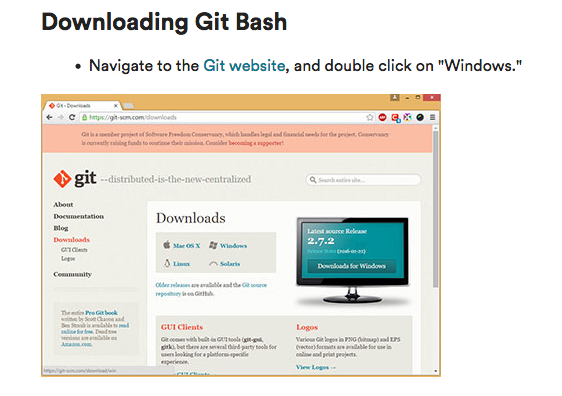 Downloading Git Bash
• Navigate to the Git website, and double click on "Windows."
Git - Downloads
https://git-scm.com/downloads
Git is a member project of Software Freedom Conservancy, which handles legal and financial needs for the project. Conservancy
is currently raising funds to continue their mission. Consider becoming a supporter!
git --distributed-is-the-new-centralized
Search entire site...
About
Documentation
Blog
Downloads
GUI Clients
Logos
Community
The entire Pro Git book
written by Scott Chacon and
Ben Straub is available to read
online for free. Dead tree
versions are available on
Amazon.com.
Downloads
Mac OS X
Windows
Linux
Solaris
Older releases are available and the Git source
repository is on GitHub.
Latest source Release
2.7.2
Downloads for Windows
GUI Clients
Git comes with built-in GUI tools (git-gui,
gitk), but there are several third-party tools for
users looking for a platform-specific
experience.
GUI Clients
Logos
Various Git logos in PNG (bitmap) and EPS
(vector) formats are available for use in
online and print projects.
View Logos →
https://git-scm.com/download/win